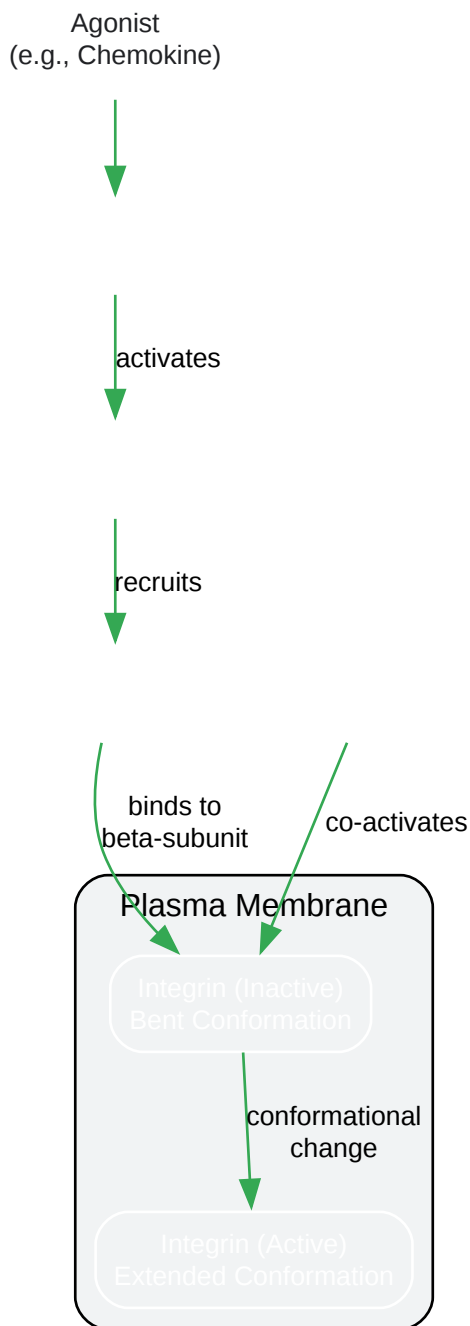 Agonist
(e.g., Chemokine)
activates
recruits
binds to
beta-subunit
co-activates
Plasma Membrane
Integrin (Inactive)
Bent Conformation
conformational
change
Integrin (Active)
Extended Conformation